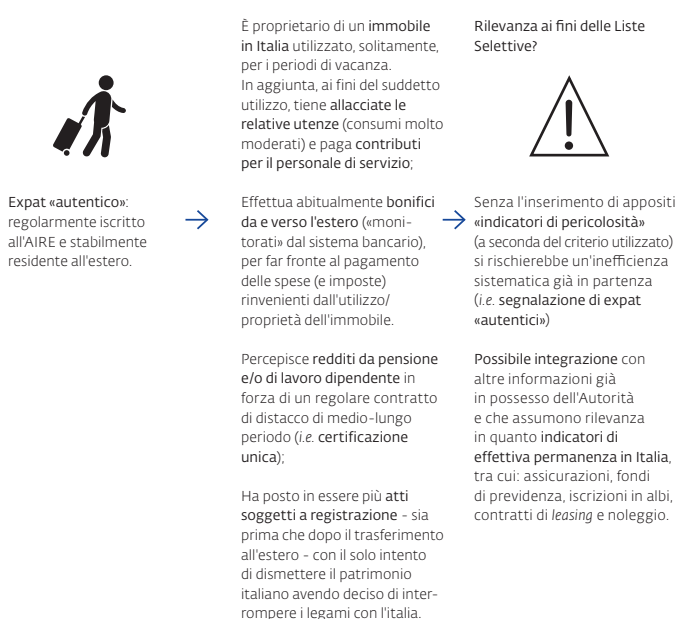 Expat «autentico»:
regolarmente iscritto
all'AIRE e stabilmente
residente all'estero.
È proprietario di un immobile
in Italia utilizzato, solitamente,
per i periodi di vacanza.
In aggiunta, ai fini del suddetto
utilizzo, tiene allacciate le
relative utenze (consumi molto
moderati) e paga contributi
per il personale di servizio;
Effettua abitualmente bonifici
da e verso l'estero («moni-
torati» dal sistema bancario),
per far fronte al pagamento
delle spese (e imposte)
rinvenienti dall'utilizzo/
proprietà dell'immobile.
Percepisce redditi da pensione
e/o di lavoro dipendente in
forza di un regolare contratto
di distacco di medio-lungo
periodo (i.e. certificazione
unica);
Ha posto in essere più atti
soggetti a registrazione - sia
prima che dopo il trasferimento
all'estero - con il solo intento
di dismettere il patrimonio
italiano avendo deciso di inter-
rompere i legami con l'italia.
Rilevanza ai fini delle Liste
Selettive?
Senza l'inserimento di appositi
«indicatori di pericolosità»
(a seconda del criterio utilizzato)
si rischierebbe un'inefficienza
sistematica già in partenza
(i.e. segnalazione di expat
«autentici»)
Possibile integrazione con
altre informazioni già
in possesso dell'Autorità
e che assumono rilevanza
in quanto indicatori di
effettiva permanenza in Italia,
tra cui: assicurazioni, fondi
di previdenza, iscrizioni in albi,
contratti di leasing e noleggio.